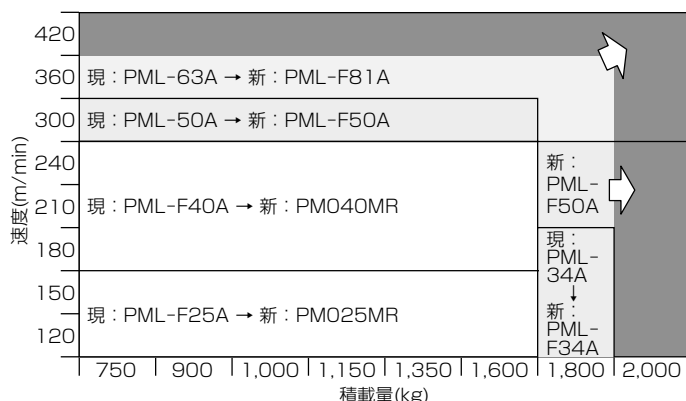 420
360
300
240
210
180
150
120
速度(m/min)
現：PML-63A → 新：PML-F81A
現：PML-50A → 新：PML-F50A
現：PML-F40A → 新：PM040MR
現：PML-F25A → 新：PM025MR
新：
PML-
F50A
現：
PML-
34A
↓
新：
PML-
F34A
750 900 1,000 1,150 1,350 1,600 1,800 2,000
積載量(kg)